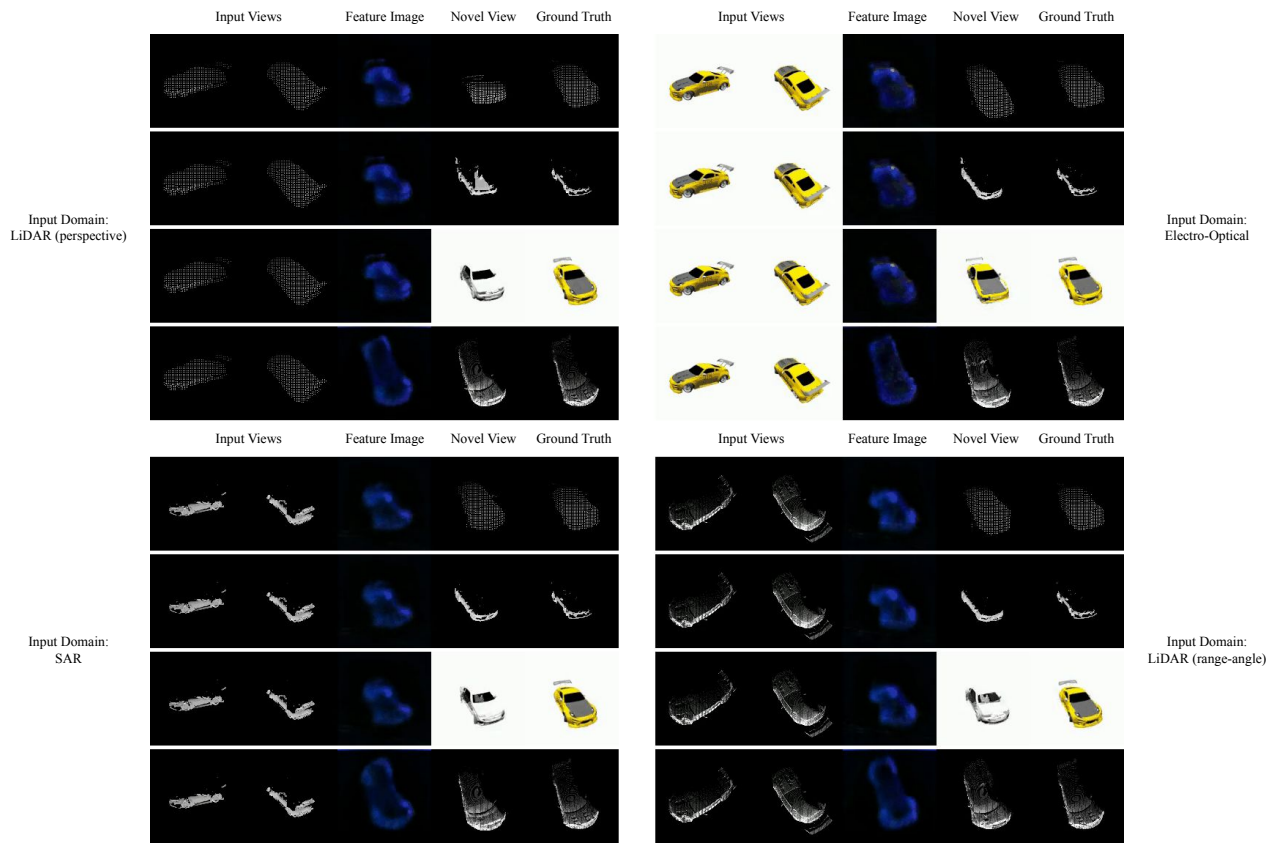 Input Views Feature Image Novel View Ground Truth
Input Views Feature Image Novel View Ground Truth
Input Domain:
LiDAR (perspective)
Input Domain:
Electro-Optical
Input Views Feature Image Novel View Ground Truth
Input Views Feature Image Novel View Ground Truth
Input Domain:
SAR
Input Domain:
LiDAR (range-angle)